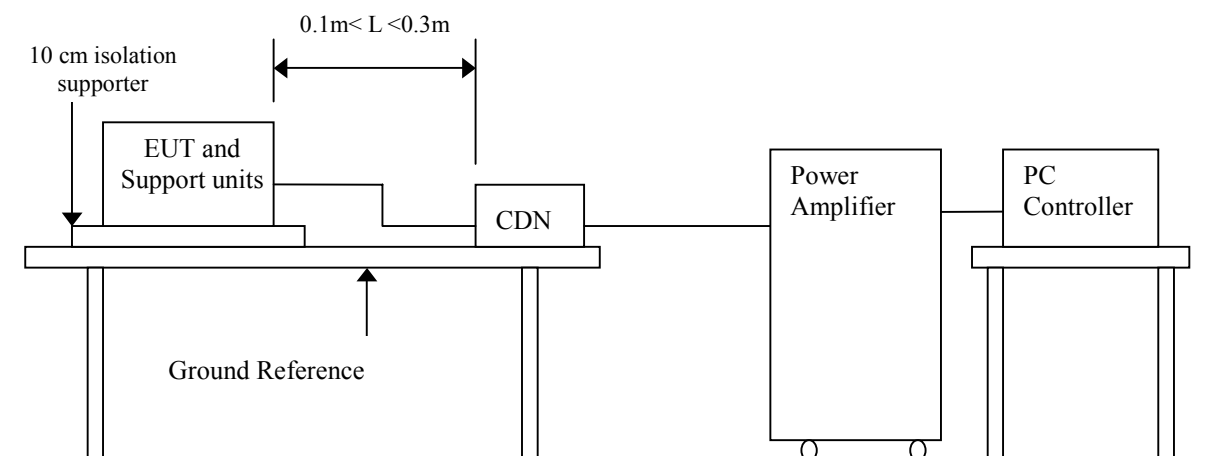 0.1m< L <0.3m
10 cm isolation
supporter
EUT and
Support units
CDN
Power
Amplifier
PC
Controller
Ground Reference